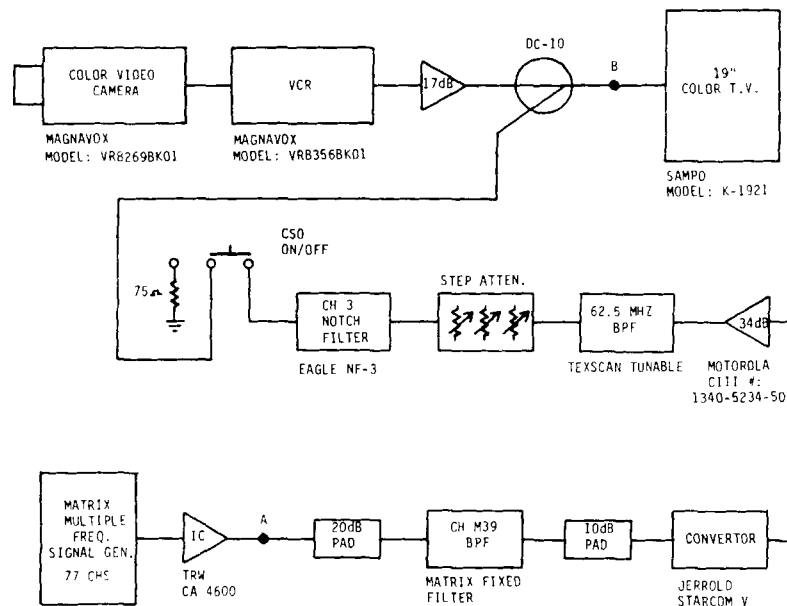 DC-10
COLOR VIDEO
CAMERA
VCR
17dB
B
19"
COLOR T.V.
MAGNAVOX
MODEL: VR8269BK01
MAGNAVOX
MODEL: VRB356BK01
SAMPO
MODEL: K-1921
CSO
ON/OFF
75Ω
STEP ATTEN.
CH 3
NOTCH
FILTER
62.5 MHZ
BPF
34dB
EAGLE NF-3
TEXSCAN TUNABLE
MOTOROLA
CIII #:
1340-5234-50
MATRIX
MULTIPLE
FREQ.
SIGNAL GEN.
77 CHS
IC
A
20dB
PAD
CH M39
BPF
10dB
PAD
CONVERTOR
TRW
CA 4600
MATRIX FIXED
FILTER
JERROLD
STARCOM V